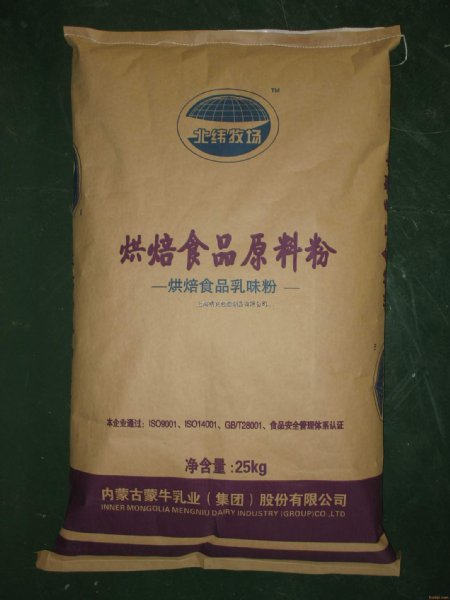 TM
北纬牧场
烘焙食品原料粉
—烘焙食品乳味粉—
本企业通过：ISO9001、ISO14001、GB/T28001、食品安全管理体系认证
净含量：25kg
内蒙古蒙牛乳业（集团）股份有限公司
INNER MONGOLIA MENGNIU DAIRY INDUSTRY (GROUP)CO.,LTD